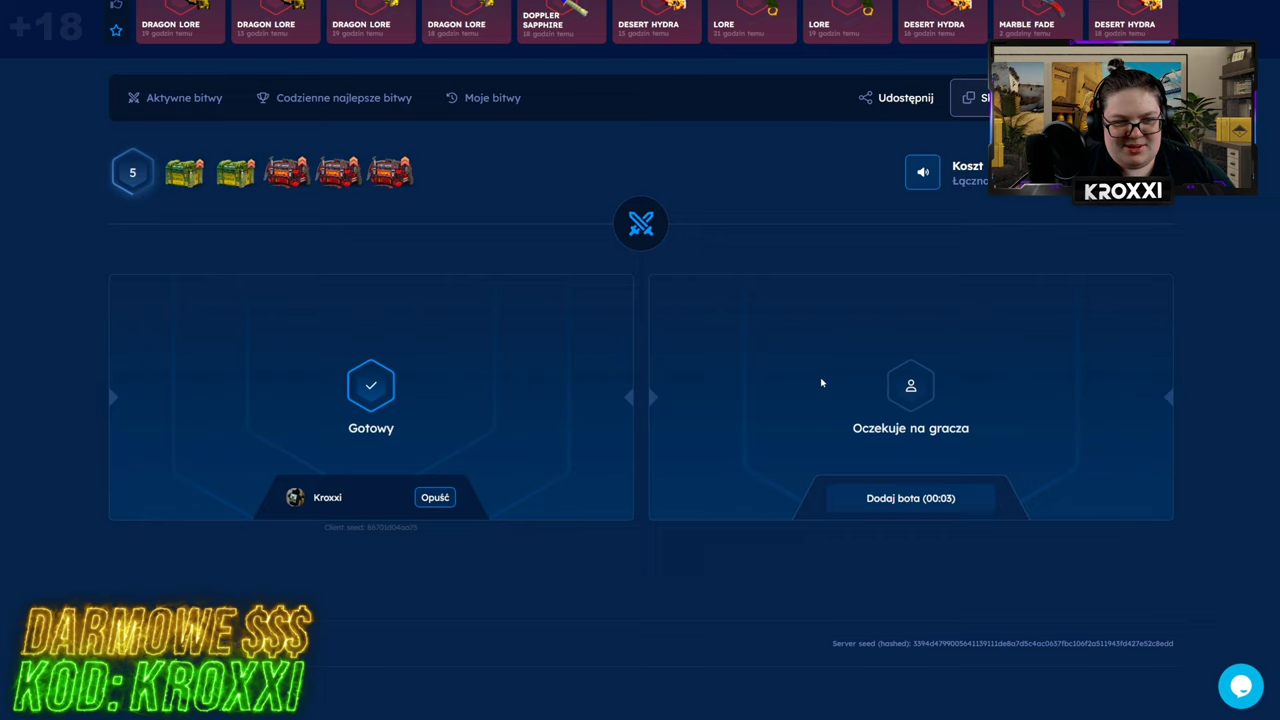 +18
DRAGON LORE
19 godzin temu
DRAGON LORE
13 godzin temu
DRAGON LORE
19 godzin temu
DRAGON LORE
18 godzin temu
DOPPLER
SAPPHIRE
18 godzin temu
DESERT HYDRA
15 godzin temu
LORE
21 godzin temu
LORE
19 godzin temu
DESERT HYDRA
16 godzin temu
MARBLE FADE
2 godziny temu
DESERT HYDRA
18 godzin temu
Aktywne bitwy
Codzienne najlepsze bitwy
Moje bitwy
Udostępnij
5
Koszt
KROXXI
Gotowy
Oczekuje na gracza
Kroxxi
Opuść
Dodaj bota (00:03)
DARMOWE $$$
KOD: KROXXI